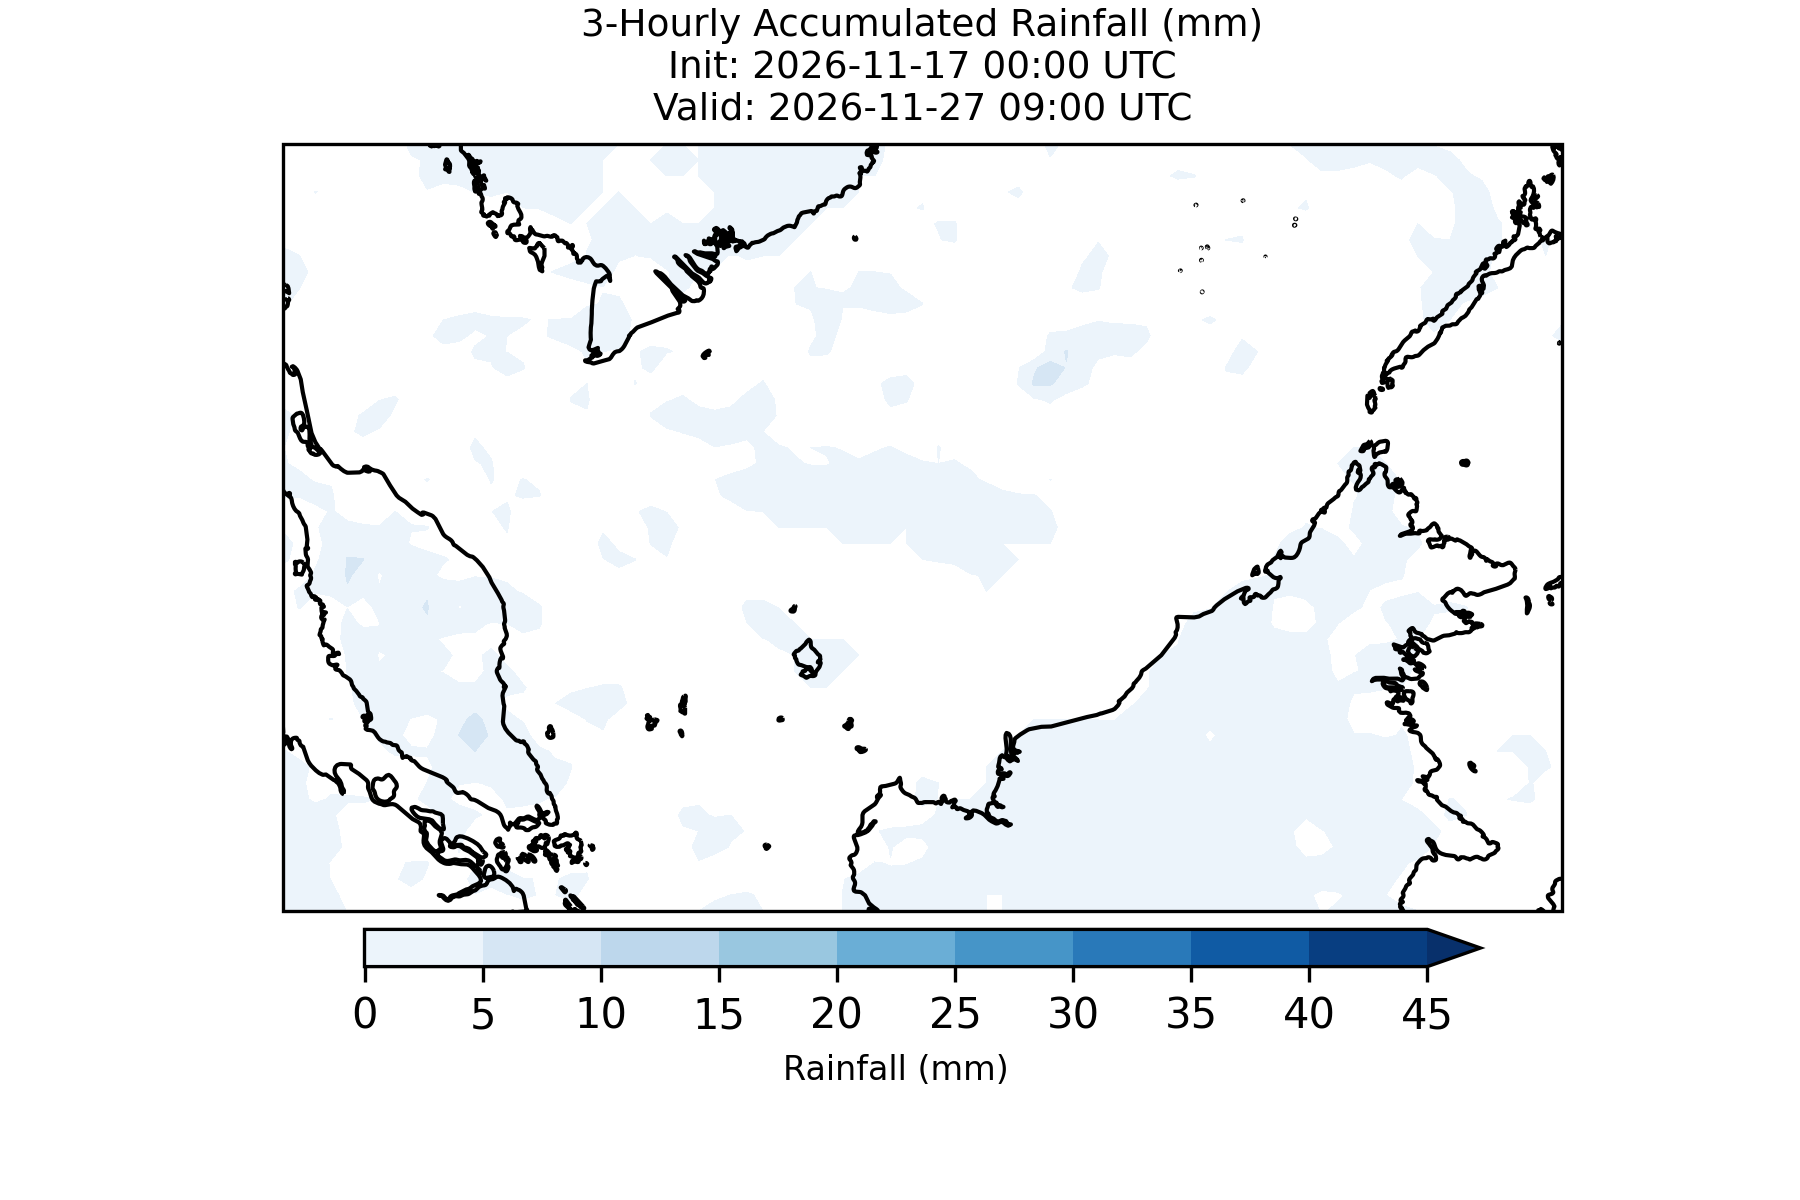 3-Hourly Accumulated Rainfall (mm)
Init: 2026-11-17 00:00 UTC
Valid: 2026-11-27 09:00 UTC
0 5 10 15 20 25 30 35 40 45
Rainfall (mm)